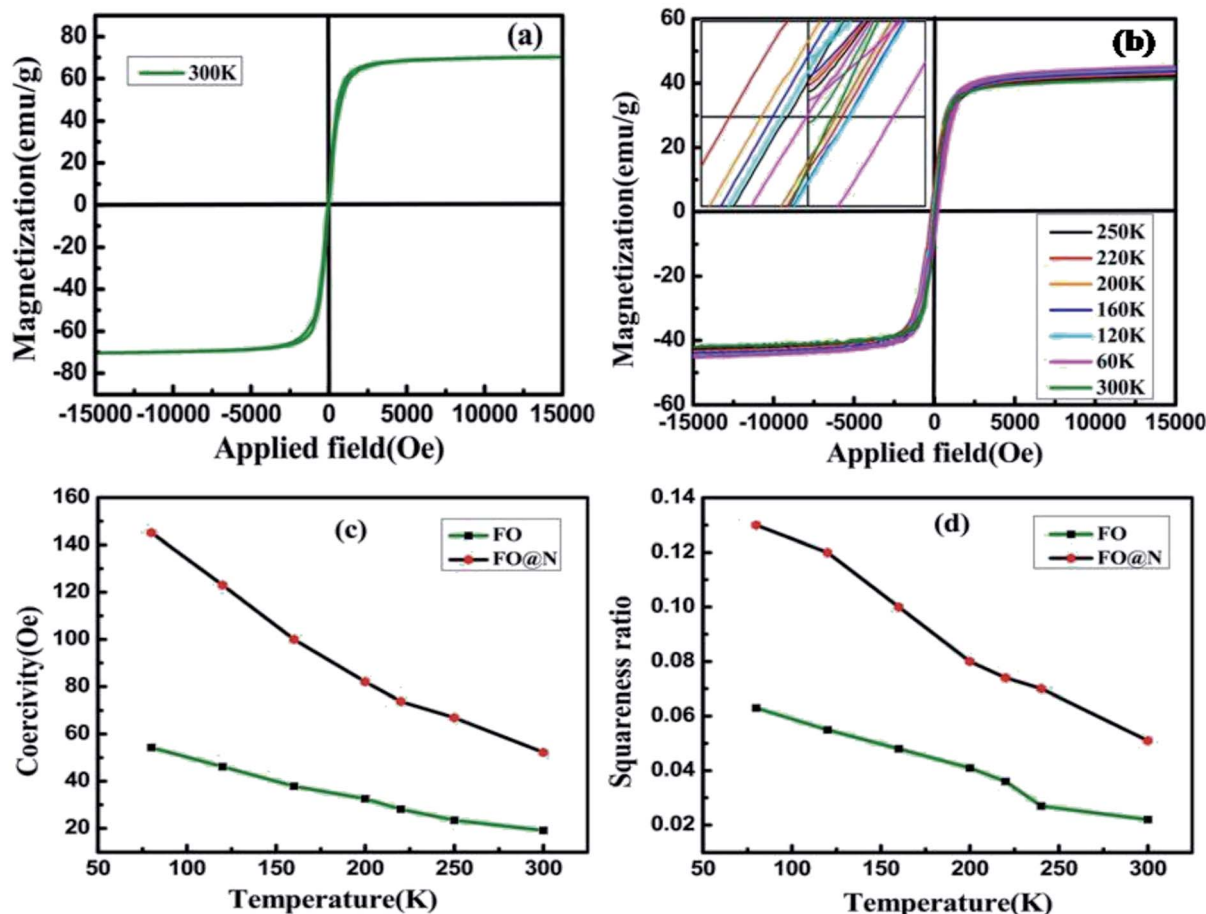 (a)
300K
Magnetization(emu/g)
80
60
40
20
0
-20
-40
-60
-80
-15000 -10000 -5000 0 5000 10000 15000
Applied field(Oe)
(b)
Magnetization(emu/g)
60
40
20
0
-20
-40
-60
250K
220K
200K
160K
120K
60K
300K
-15000 -10000 -5000 0 5000 10000 15000
Applied field(Oe)
(c)
FO
FO@N
Coercivity(Oe)
160
140
120
100
80
60
40
20
50 100 150 200 250 300
Temperature(K)
(d)
FO
FO@N
Squareness ratio
0.14
0.12
0.10
0.08
0.06
0.04
0.02
50 100 150 200 250 300
Temperature(K)